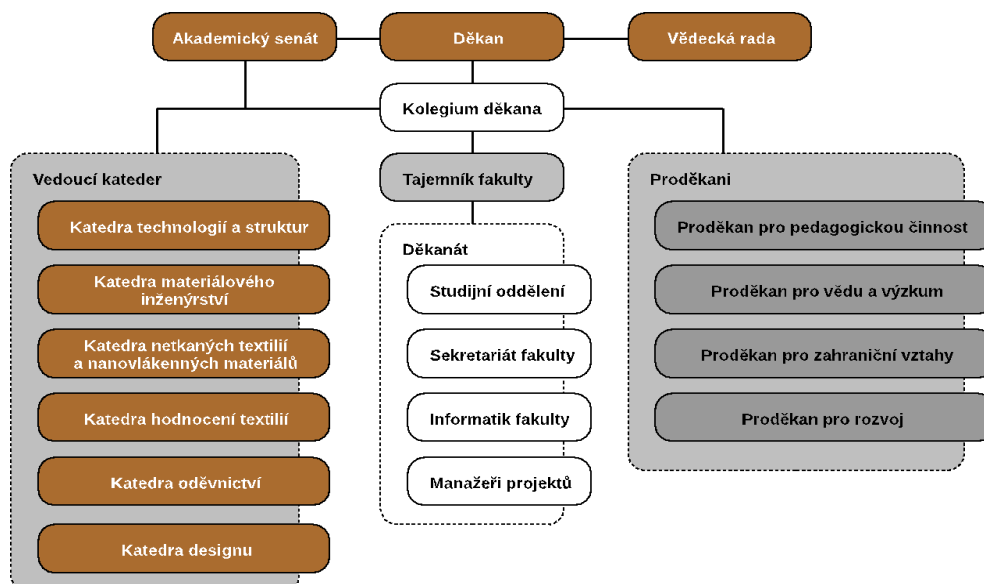 Akademický senát
Děkan
Vědecká rada
Kolegium děkana
Vedoucí kateder
Katedra technologií a struktur
Katedra materiálového
inženýrství
Katedra netkaných textilií
a nanovlákenných materiálů
Katedra hodnocení textilií
Katedra oděvnictví
Katedra designu
Tajemník fakulty
Děkanát
Studijní oddělení
Sekretariát fakulty
Informatik fakulty
Manažeři projektů
Proděkani
Proděkan pro pedagogickou činnost
Proděkan pro vědu a výzkum
Proděkan pro zahraniční vztahy
Proděkan pro rozvoj